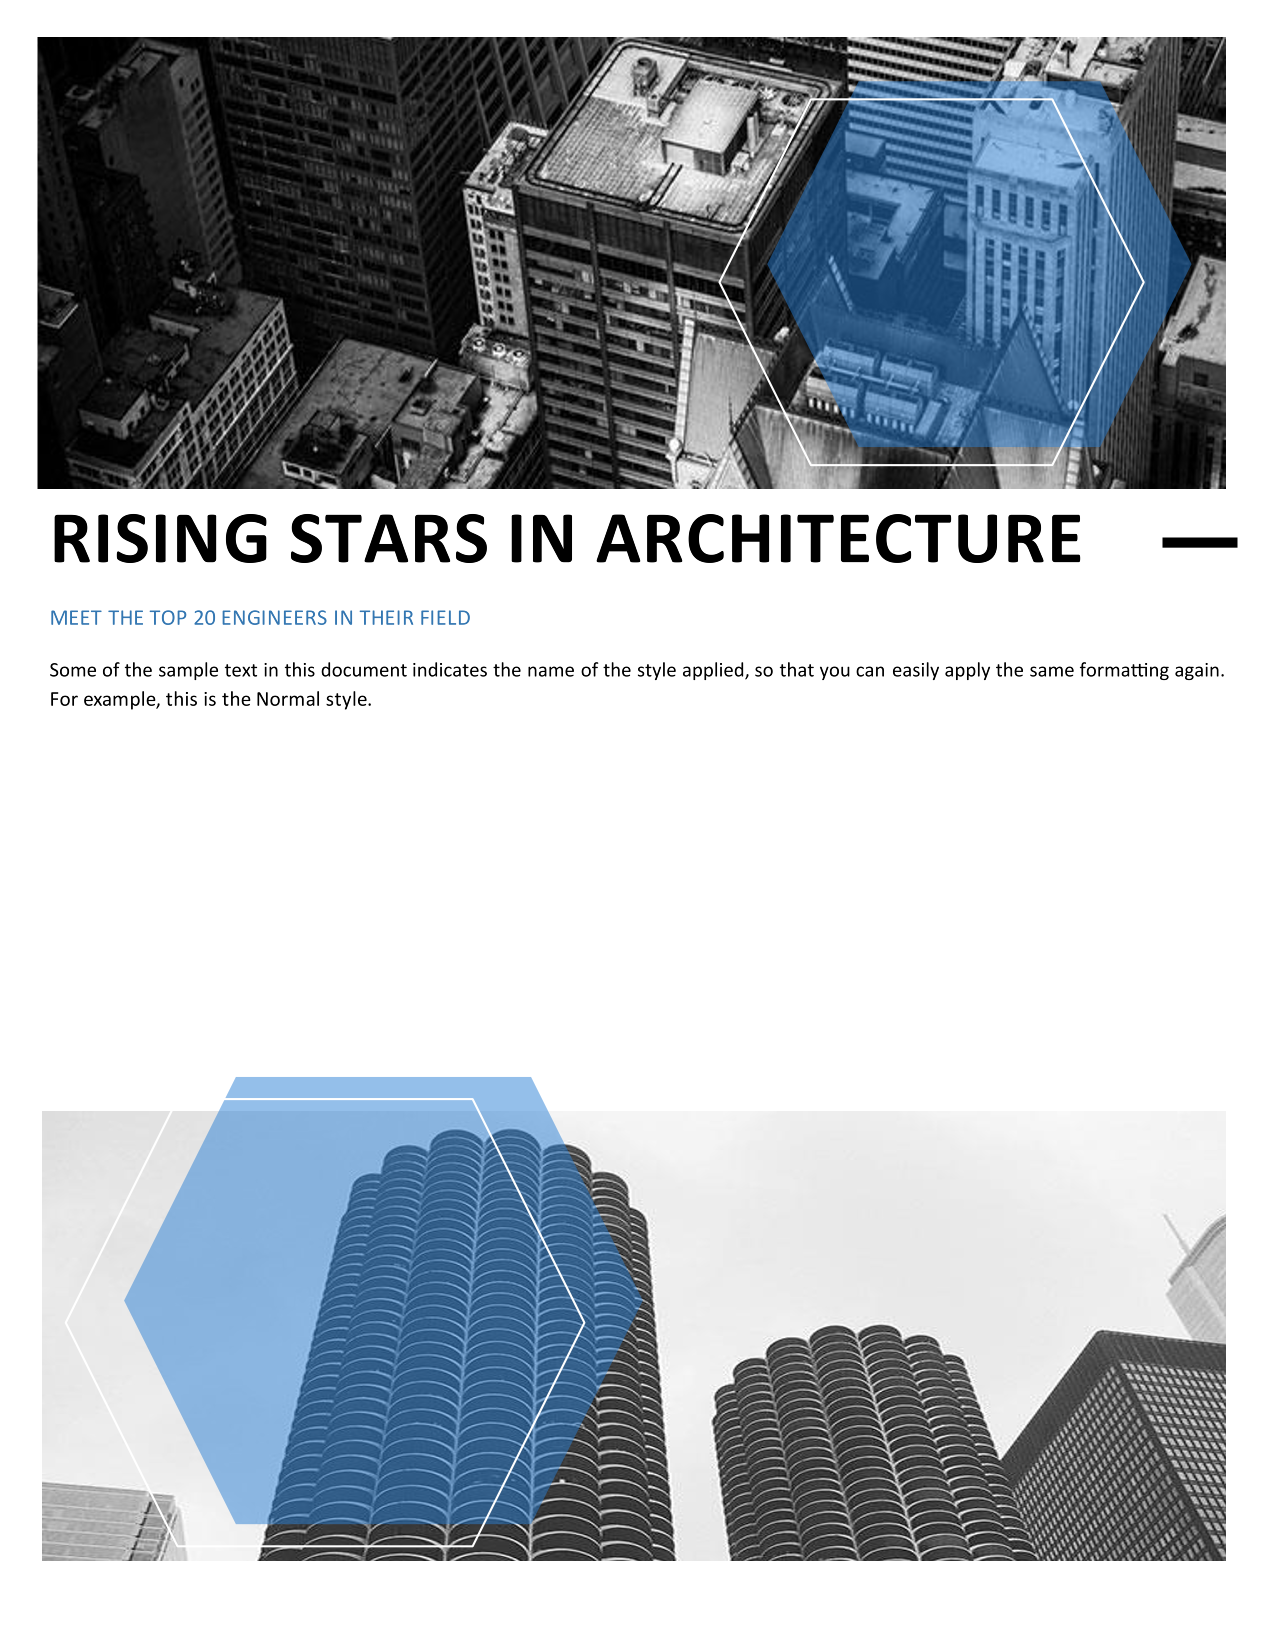 RISING STARS IN ARCHITECTURE
MEET THE TOP 20 ENGINEERS IN THEIR FIELD
Some of the sample text in this document indicates the name of the style applied, so that you can easily apply the same formatting again.
For example, this is the Normal style.